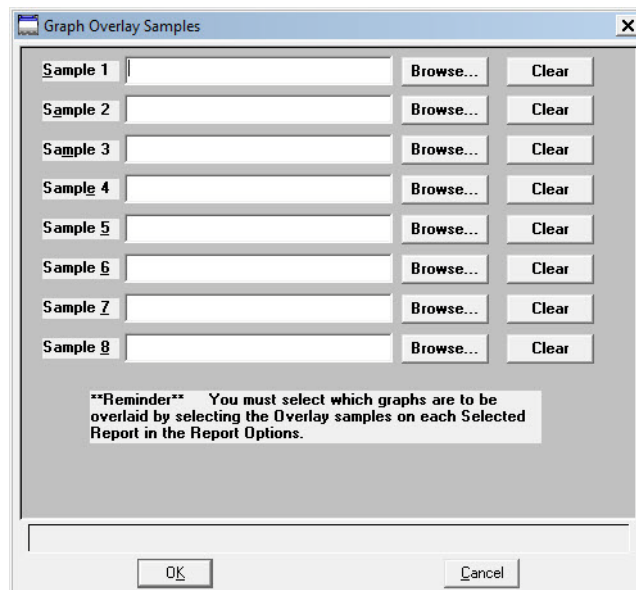 Graph Overlay Samples
Sample 1 Browse... Clear
Sample 2 Browse... Clear
Sample 3 Browse... Clear
Sample 4 Browse... Clear
Sample 5 Browse... Clear
Sample 6 Browse... Clear
Sample 7 Browse... Clear
Sample 8 Browse... Clear
**Reminder** You must select which graphs are to be
overlaid by selecting the Overlay samples on each Selected
Report in the Report Options.
OK Cancel